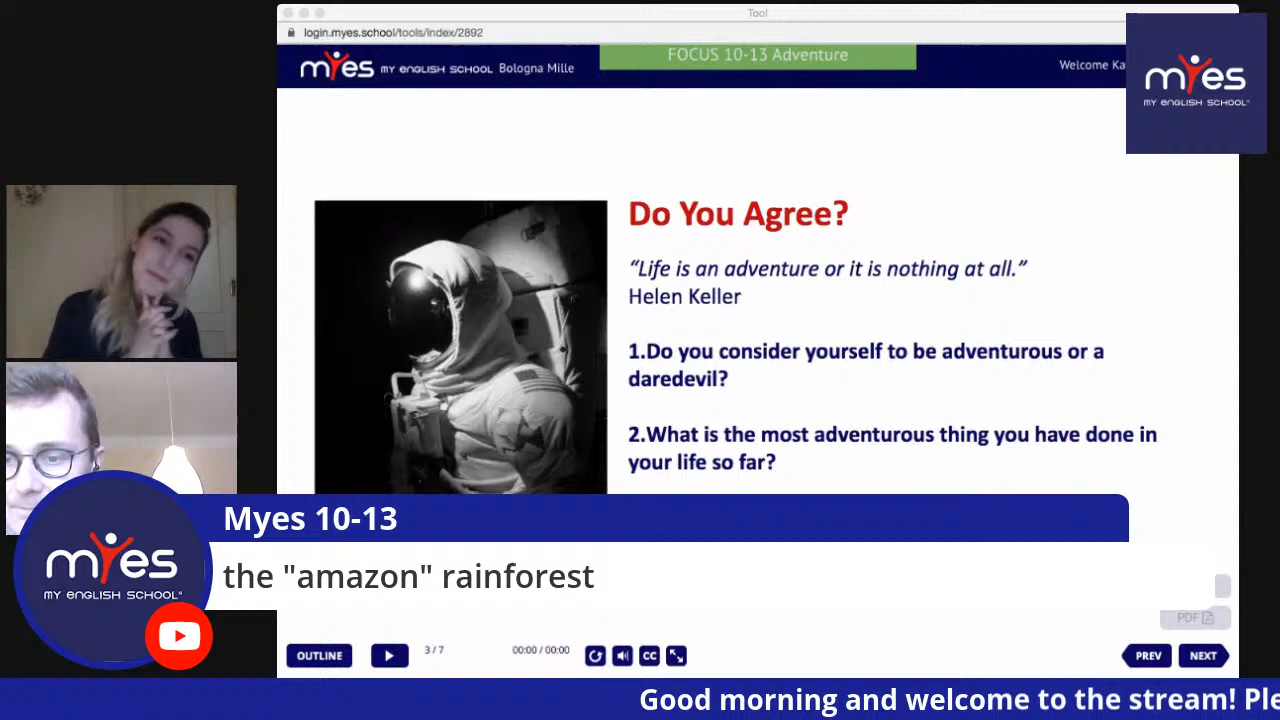 Tool
login.myes.school/tools/index/2892
myes MY ENGLISH SCHOOL Bologna Mille
FOCUS 10-13 Adventure
Welcome Ka
myes
MY ENGLISH SCHOOL
Do You Agree?
“Life is an adventure or it is nothing at all.”
Helen Keller
1.Do you consider yourself to be adventurous or a
daredevil?
2.What is the most adventurous thing you have done in
your life so far?
Myes 10-13
the "amazon" rainforest
myes
MY ENGLISH SCHOOL
PDF
OUTLINE
3 / 7
00:00 / 00:00
CC
PREV
NEXT
Good morning and welcome to the stream! Ple